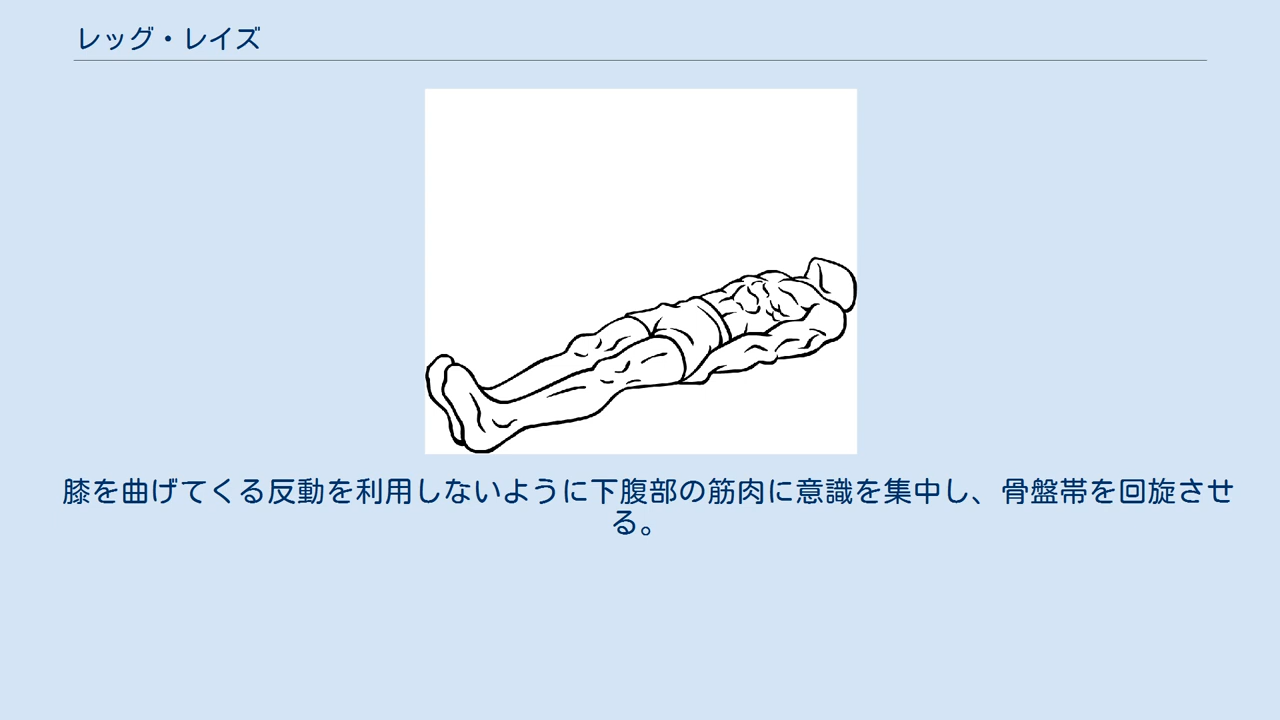 レッグ・レイズ
膝を曲げてくる反動を利用しないように下腹部の筋肉に意識を集中し、骨盤帯を回旋させ
る。